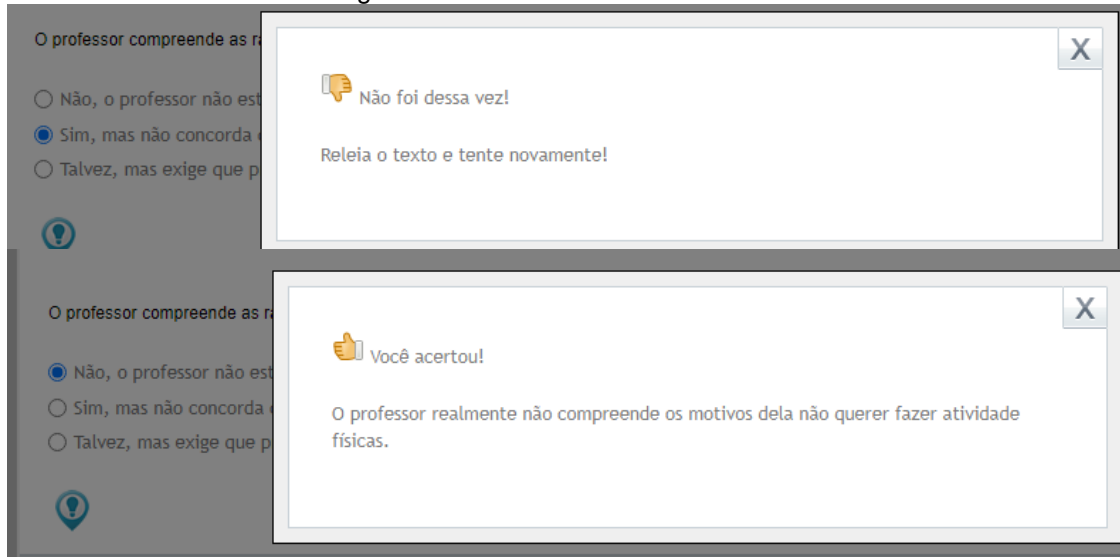 O professor compreende as
X
Não foi dessa vez!
Não, o professor não est
Sim, mas não concorda
Releia o texto e tente novamente!
Talvez, mas exige que p
O professor compreende as
X
Você acertou!
Não, o professor não est
Sim, mas não concorda
O professor realmente não compreende os motivos dela não querer fazer atividade
físicas.
Talvez, mas exige que p